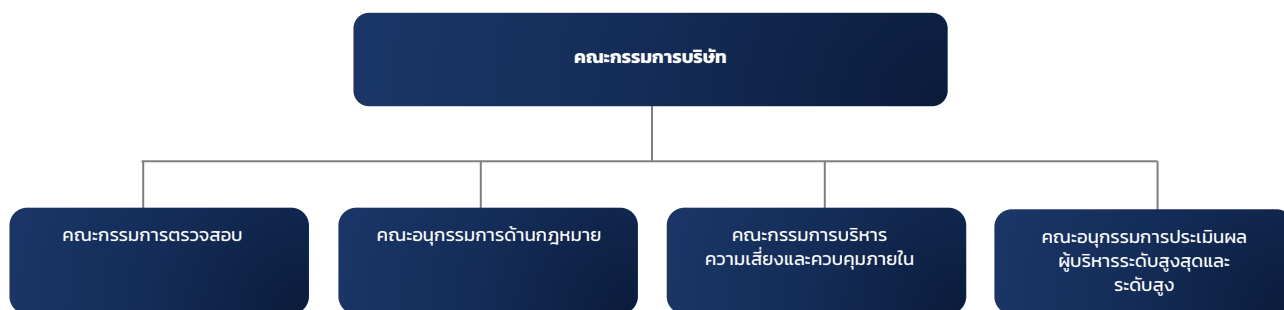 คณะกรรมการบริษัท
คณะกรรมการตรวจสอบ
คณะอนุกรรมการด้านกฎหมาย
คณะกรรมการบริหาร
ความเสี่ยงและควบคุมภายใน
คณะอนุกรรมการประเมินผล
ผู้บริหารระดับสูงสุดและ
ระดับสูง